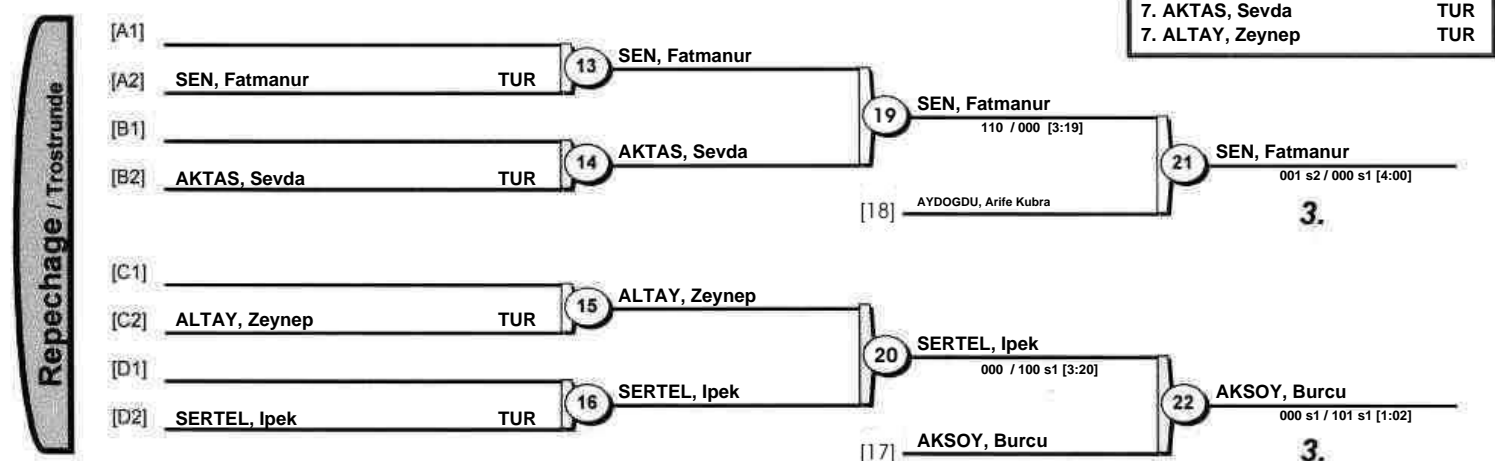 7. AKTAS, Sevda TUR
7. ALTAY, Zeynep TUR
Repechage / Trostrunde
[A1]
[A2] SEN, Fatmanur TUR
13 SEN, Fatmanur
[B1]
[B2] AKTAS, Sevda TUR
14 AKTAS, Sevda
19 SEN, Fatmanur
110 / 000 [3:19]
[18] AYDOGDU, Arife Kubra
21 SEN, Fatmanur
001 s2 / 000 s1 [4:00]
3.
[C1]
[C2] ALTAY, Zeynep TUR
15 ALTAY, Zeynep
[D1]
[D2] SERTEL, Ipek TUR
16 SERTEL, Ipek
20 SERTEL, Ipek
000 / 100 s1 [3:20]
[17] AKSOY, Burcu
22 AKSOY, Burcu
000 s1 / 101 s1 [1:02]
3.